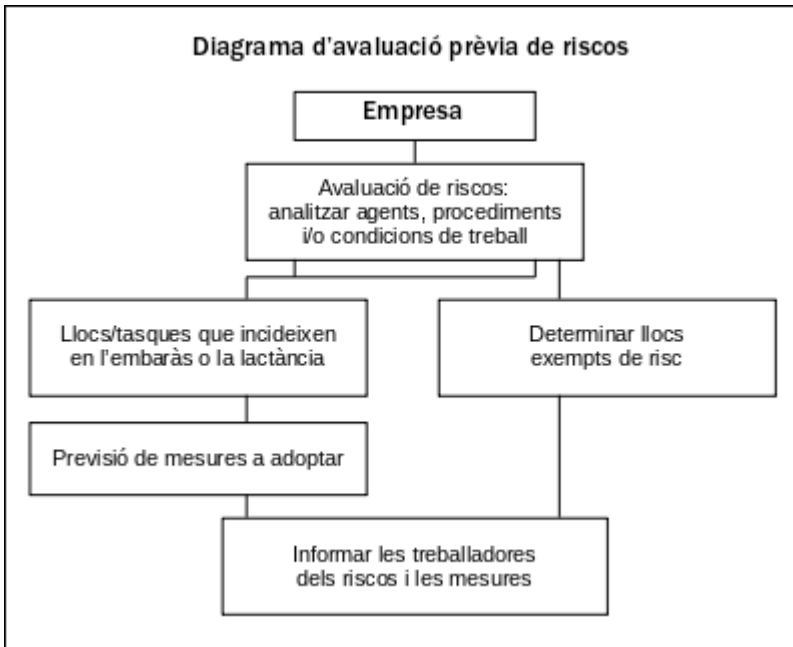 Diagrama d'avaluació prèvia de riscos
Empresa
Avaluació de riscos:
analitzar agents, procediments
i/o condicions de treball
Llocs/tasques que incideixen
en l'embaràs o la lactància
Determinar llocs
exempts de risc
Previsió de mesures a adoptar
Informar les treballadores
dels riscos i les mesures